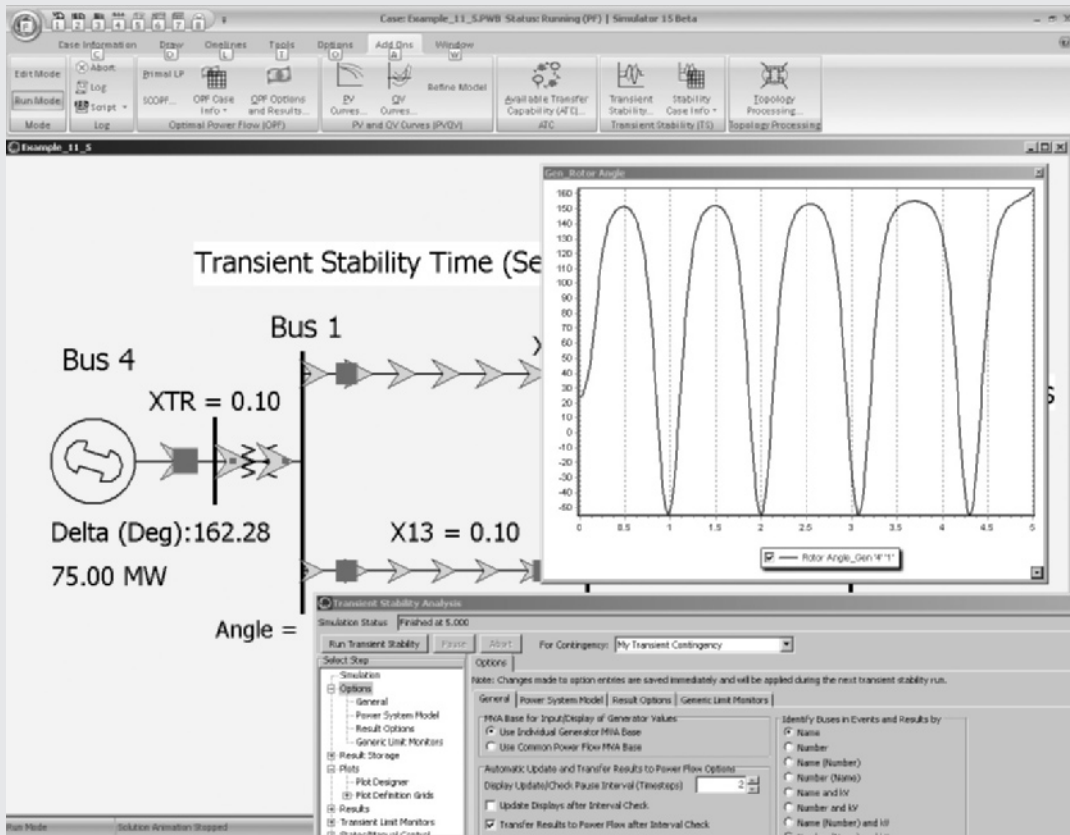 Case: Example_11_5.PWB Status: Running (PF) | Simulator 15 Beta
1 2 3 4 5 6 7 8
Case Information Draw Onelines Tools Options Add Ons Window
C D L T O A W
Edit Mode
Run Mode
Mode
Abort
Log
Script
Log
Primal LP
SCOPF...
OPF Case Info
OPF Options and Results...
Optimal Power Flow (OPF)
PV Curves...
QV Curves...
Refine Model
PV and QV Curves (PVQV)
Available Transfer Capability (ATC)...
ATC
Transient Stability...
Stability Case Info
Transient Stability (TS)
Topology Processing...
Topology Processing
Example_11_5
Transient Stability Time (Se
Bus 1
Bus 4
X
XTR = 0.10
s
Delta (Deg):162.28
X13 = 0.10
75.00 MW
Angle =
Gen_Rotor Angle
160
150
140
130
120
110
100
90
80
70
60
50
40
30
20
10
0
-10
-20
-30
-40
-50
0 0.5 1 1.5 2 2.5 3 3.5 4 4.5 5
Rotor Angle_Gen '4' '1'
Transient Stability Analysis
Simulation Status Finished at 5.000
Run Transient Stability Pause Abort For Contingency: My Transient Contingency
Select Step
Simulation
Options
General
Power System Model
Result Options
Generic Limit Monitors
Result Storage
Plots
Plot Designer
Plot Definition Grids
Results
Transient Limit Monitors
States/Manual Control
Options
Note: Changes made to option entries are saved immediately and will be applied during the next transient stability run.
General Power System Model Result Options Generic Limit Monitors
MVA Base for Input/Display of Generator Values
Use Individual Generator MVA Base
Use Common Power Flow MVA Base
Automatic Update and Transfer Results to Power Flow Options
Display Update/Check Pause Interval (Timesteps) 2
Update Displays after Interval Check
Transfer Results to Power Flow after Interval Check
Identify Buses in Events and Results by
Name
Number
Name (Number)
Number (Name)
Name and kV
Number and kV
Name (Number) and kV
Run Mode Solution Animation Stopped